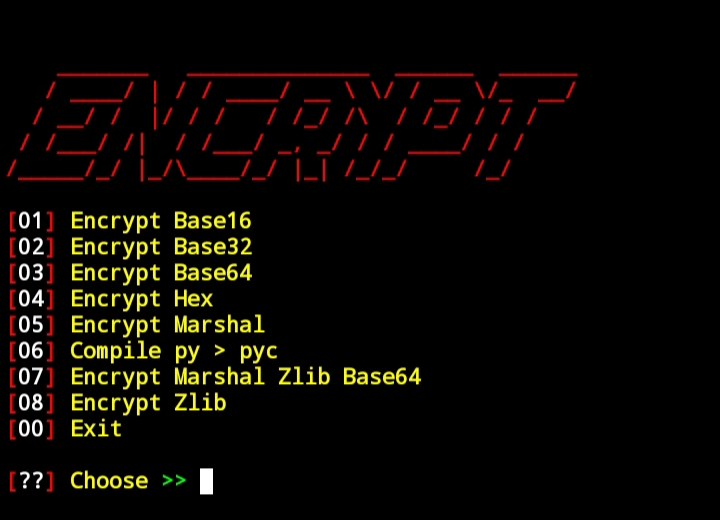 ENCRYPT
[01] Encrypt Base16
[02] Encrypt Base32
[03] Encrypt Base64
[04] Encrypt Hex
[05] Encrypt Marshal
[06] Compile py > pyc
[07] Encrypt Marshal Zlib Base64
[08] Encrypt Zlib
[00] Exit
[??] Choose >>